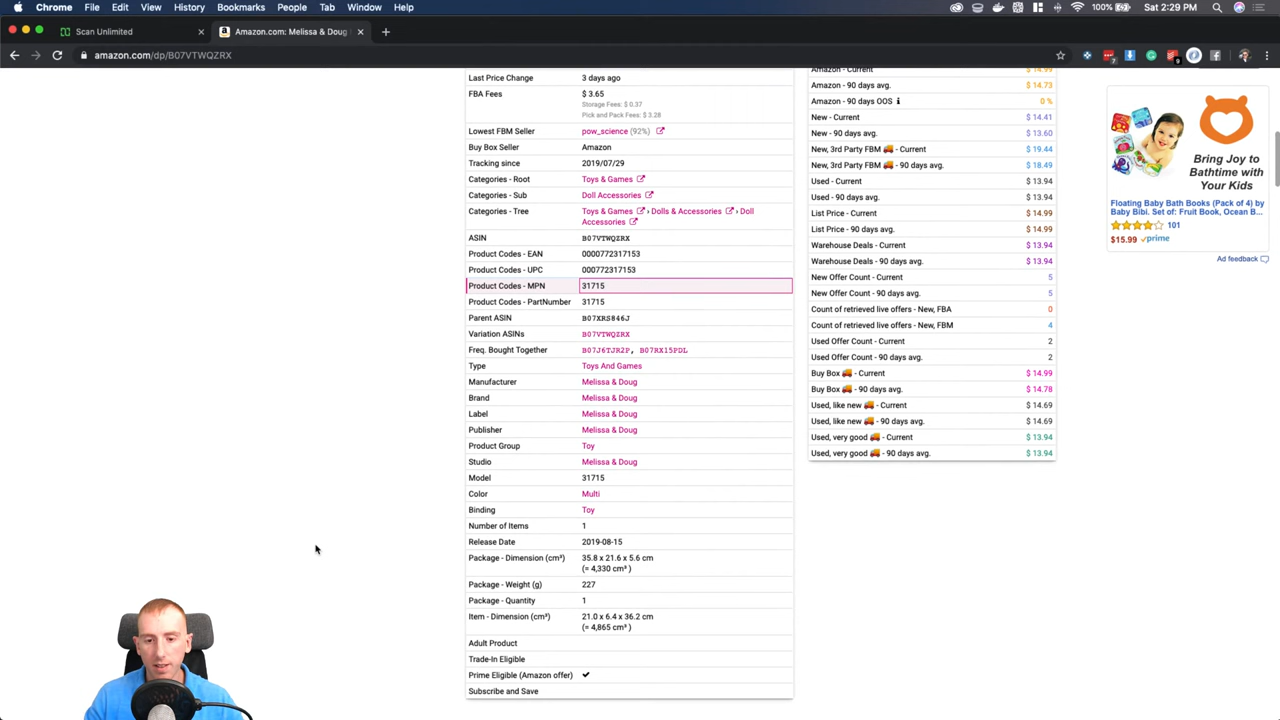 Chrome File Edit View History Bookmarks People Tab Window Help 100% Sat 2:29 PM
Scan Unlimited Amazon.com: Melissa & Doug
amazon.com/dp/B07VTWQZRX
Last Price Change 3 days ago
FBA Fees $ 3.65
Storage Fees: $ 0.37
Pick and Pack Fees: $ 3.28
Lowest FBM Seller pow_science (92%)
Buy Box Seller Amazon
Tracking since 2019/07/29
Categories - Root Toys & Games
Categories - Sub Doll Accessories
Categories - Tree Toys & Games › Dolls & Accessories › Doll
Accessories
ASIN B07VTWQZRX
Product Codes - EAN 0000772317153
Product Codes - UPC 000772317153
Product Codes - MPN 31715
Product Codes - PartNumber 31715
Parent ASIN B07XRS846J
Variation ASINs B07VTWQZRX
Freq. Bought Together B07J6TJR2P, B07RX15PDL
Type Toys And Games
Manufacturer Melissa & Doug
Brand Melissa & Doug
Label Melissa & Doug
Publisher Melissa & Doug
Product Group Toy
Studio Melissa & Doug
Model 31715
Color Multi
Binding Toy
Number of Items 1
Release Date 2019-08-15
Package - Dimension (cm³) 35.8 x 21.6 x 5.6 cm
(= 4,330 cm³ )
Package - Weight (g) 227
Package - Quantity 1
Item - Dimension (cm³) 21.0 x 6.4 x 36.2 cm
(= 4,865 cm³ )
Adult Product
Trade-In Eligible
Prime Eligible (Amazon offer) ✔
Subscribe and Save
Amazon - Current $ 14.99
Amazon - 90 days avg. $ 14.73
Amazon - 90 days OOS 0 %
New - Current $ 14.41
New - 90 days avg. $ 13.60
New, 3rd Party FBM - Current $ 19.44
New, 3rd Party FBM - 90 days avg. $ 18.49
Used - Current $ 13.94
Used - 90 days avg. $ 13.94
List Price - Current $ 14.99
List Price - 90 days avg. $ 14.99
Warehouse Deals - Current $ 13.94
Warehouse Deals - 90 days avg. $ 13.94
New Offer Count - Current 5
New Offer Count - 90 days avg. 5
Count of retrieved live offers - New, FBA 0
Count of retrieved live offers - New, FBM 4
Used Offer Count - Current 2
Used Offer Count - 90 days avg. 2
Buy Box - Current $ 14.99
Buy Box - 90 days avg. $ 14.78
Used, like new - Current $ 14.69
Used, like new - 90 days avg. $ 14.69
Used, very good - Current $ 13.94
Used, very good - 90 days avg. $ 13.94
Bring Joy to
Bathtime with
Your Kids
Floating Baby Bath Books (Pack of 4) by
Baby Bibi. Set of: Fruit Book, Ocean B...
101
$15.99 prime
Ad feedback